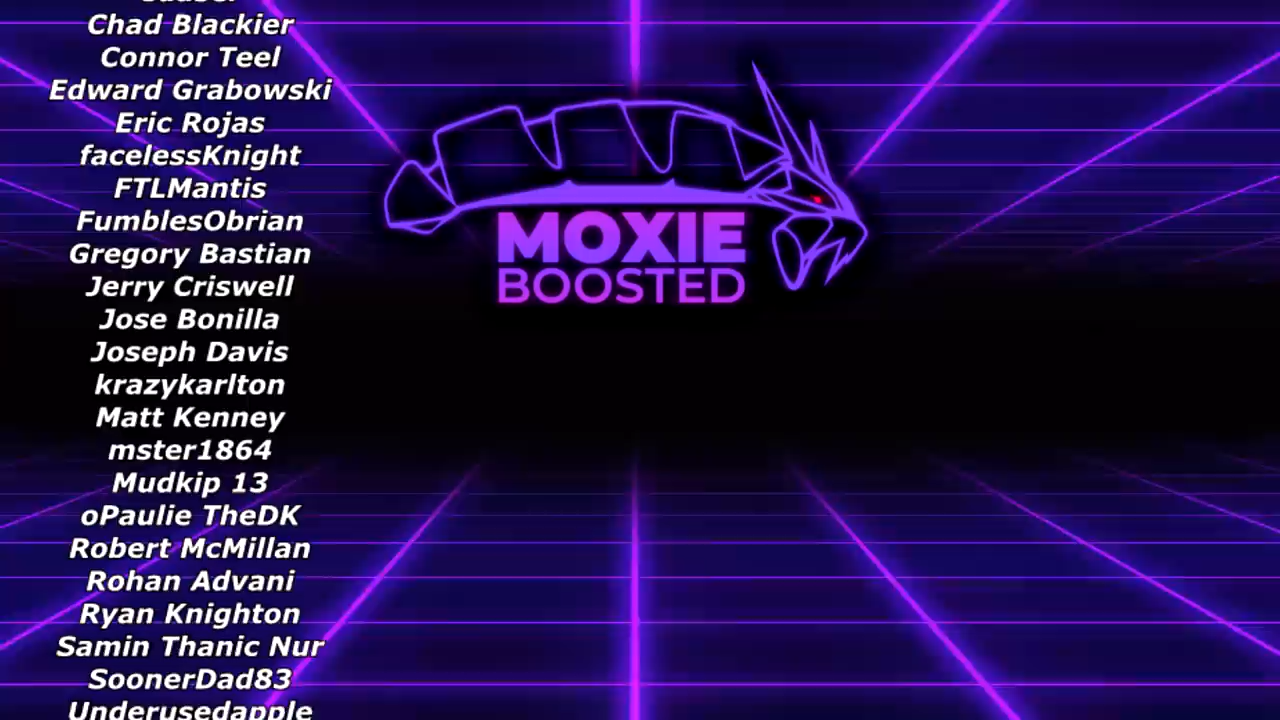 Chad Blackier
Connor Teel
Edward Grabowski
Eric Rojas
facelessKnight
FTLMantis
FumblesObrian
Gregory Bastian
Jerry Criswell
Jose Bonilla
Joseph Davis
krazykarlton
Matt Kenney
mster1864
Mudkip 13
oPaulie TheDK
Robert McMillan
Rohan Advani
Ryan Knighton
Samin Thanic Nur
SoonerDad83
Underusedapple
MOXIE
BOOSTED